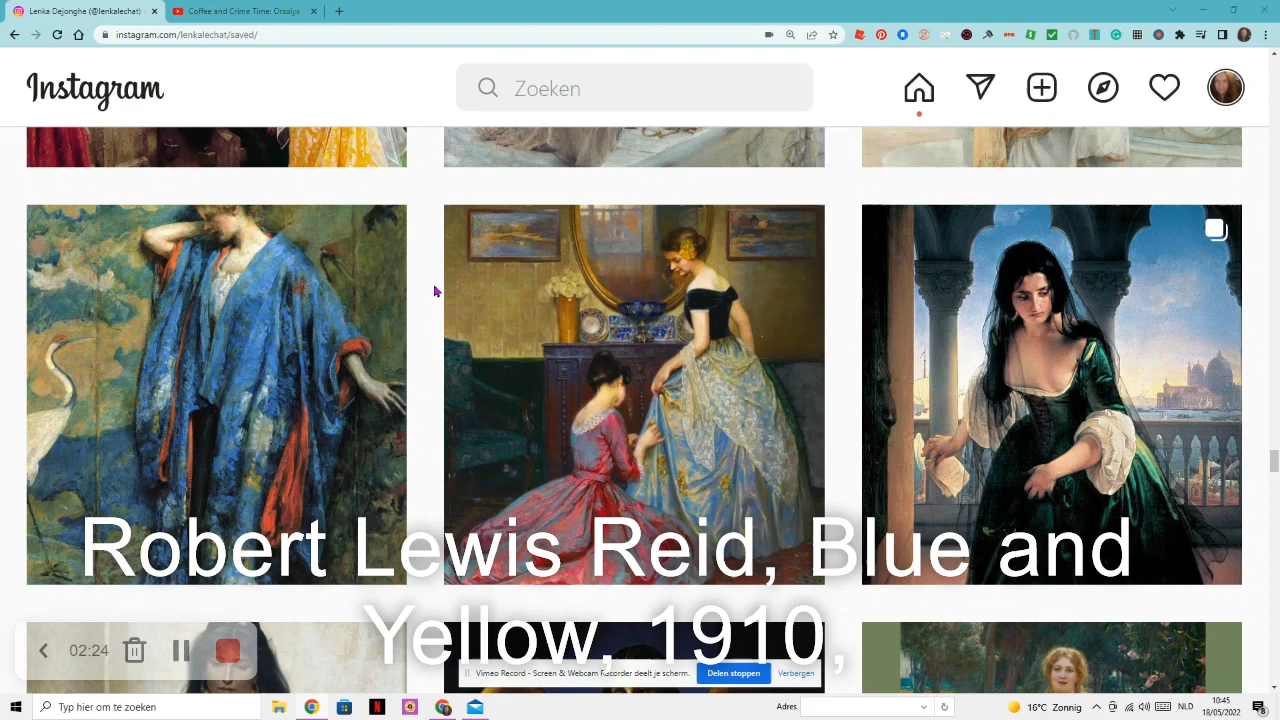 Lenka Dejonghe (@lenkalechat) ·
Coffee and Crime Time: Orsolya
instagram.com/lenkalechat/saved/
Instagram
Zoeken
Robert Lewis Reid, Blue and
Yellow, 1910,
02:24
Vimeo Record - Screen & Webcam Recorder deelt je scherm.
Delen stoppen
Verbergen
Typ hier om te zoeken
Adres
16°C Zonnig
NLD
10:45
18/05/2022